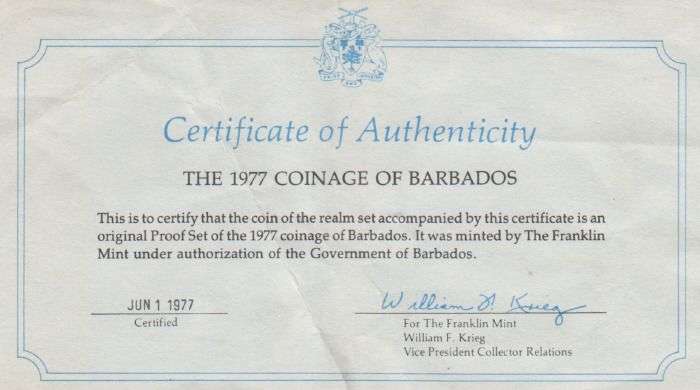 Certificate of Authenticity
THE 1977 COINAGE OF BARBADOS
This is to certify that the coin of the realm set accompanied by this certificate is an
original Proof Set of the 1977 coinage of Barbados. It was minted by The Franklin
Mint under authorization of the Government of Barbados.
JUN 1 1977
Certified
William F. Krieg
For The Franklin Mint
William F. Krieg
Vice President Collector Relations